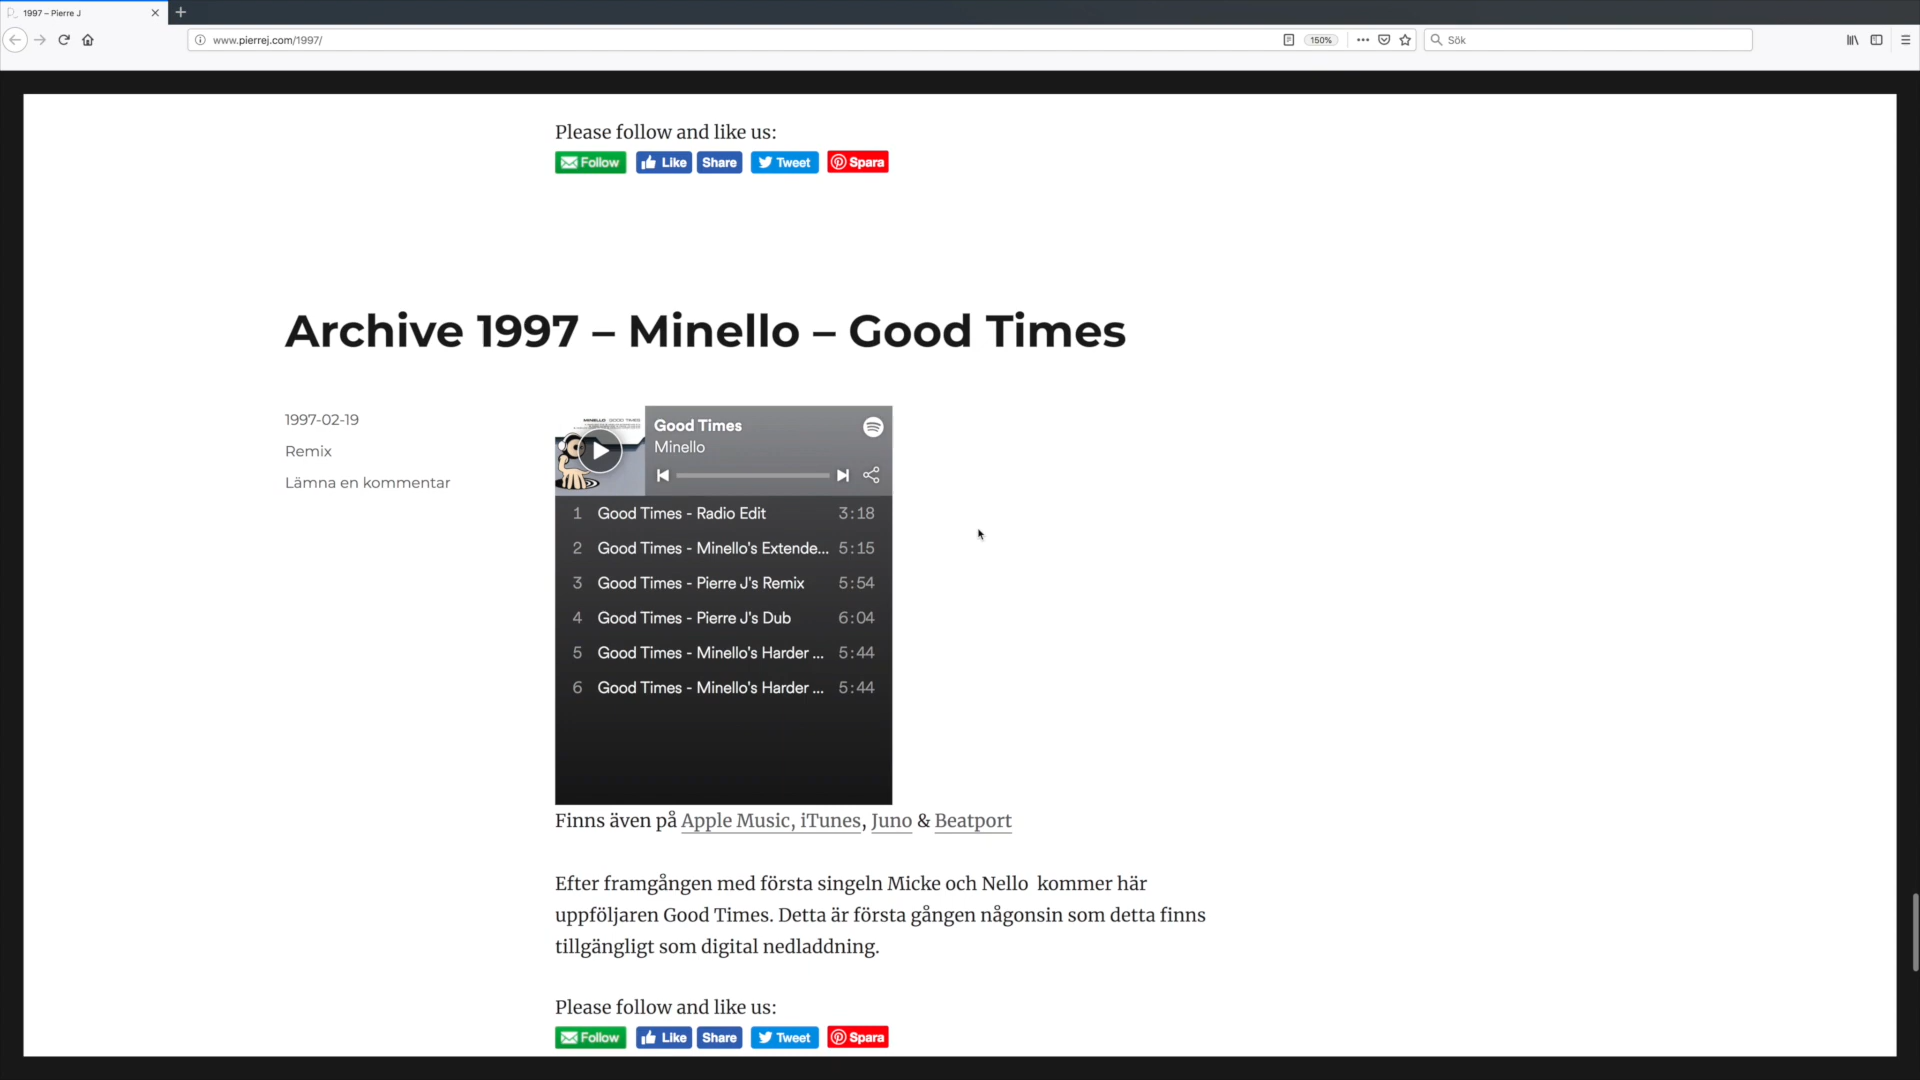 1997 – Pierre J
www.pierrej.com/1997/
150%
Sök
Please follow and like us:
Follow Like Share Tweet Spara
Archive 1997 – Minello – Good Times
1997-02-19
Remix
Lämna en kommentar
Good Times
Minello
1 Good Times - Radio Edit 3:18
2 Good Times - Minello's Extende... 5:15
3 Good Times - Pierre J's Remix 5:54
4 Good Times - Pierre J's Dub 6:04
5 Good Times - Minello's Harder ... 5:44
6 Good Times - Minello's Harder ... 5:44
Finns även på Apple Music, iTunes, Juno & Beatport
Efter framgången med första singeln Micke och Nello  kommer här
uppföljaren Good Times. Detta är första gången någonsin som detta finns
tillgängligt som digital nedladdning.
Please follow and like us:
Follow Like Share Tweet Spara